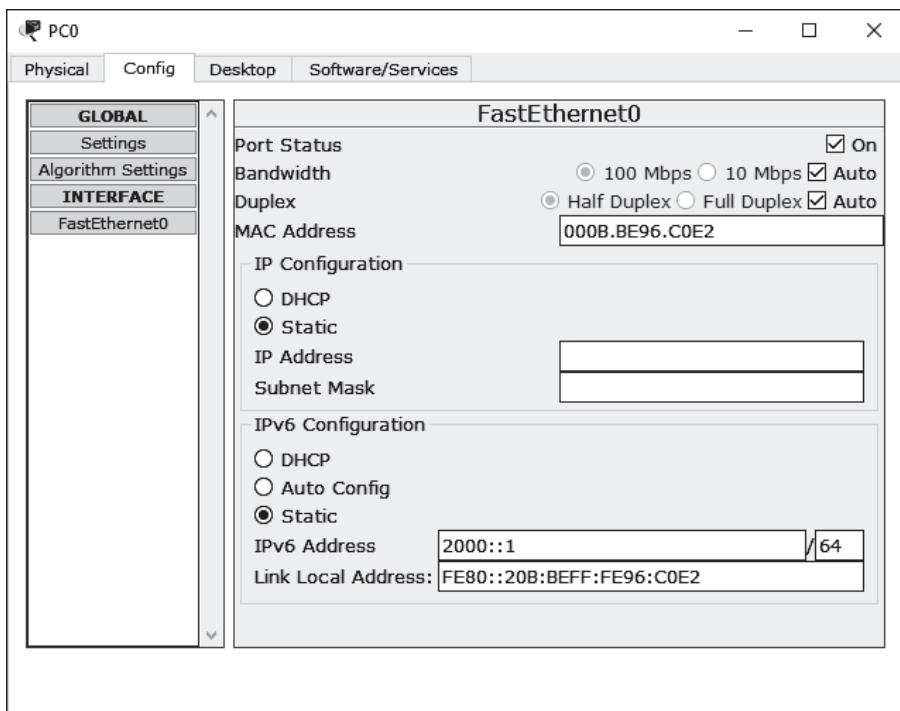 PC0
Physical Config Desktop Software/Services
GLOBAL
Settings
Algorithm Settings
INTERFACE
FastEthernet0
FastEthernet0
Port Status On
Bandwidth 100 Mbps 10 Mbps Auto
Duplex Half Duplex Full Duplex Auto
MAC Address 000B.BE96.C0E2
IP Configuration
DHCP
Static
IP Address
Subnet Mask
IPv6 Configuration
DHCP
Auto Config
Static
IPv6 Address 2000::1 / 64
Link Local Address: FE80::20B:BEFF:FE96:C0E2